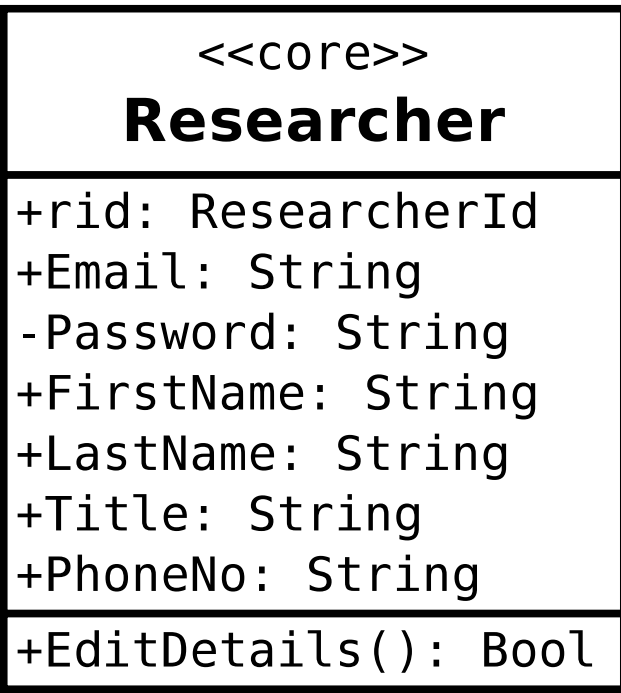 <<core>>
Researcher
+rid: ResearcherId
+Email: String
-Password: String
+FirstName: String
+LastName: String
+Title: String
+PhoneNo: String
+EditDetails(): Bool